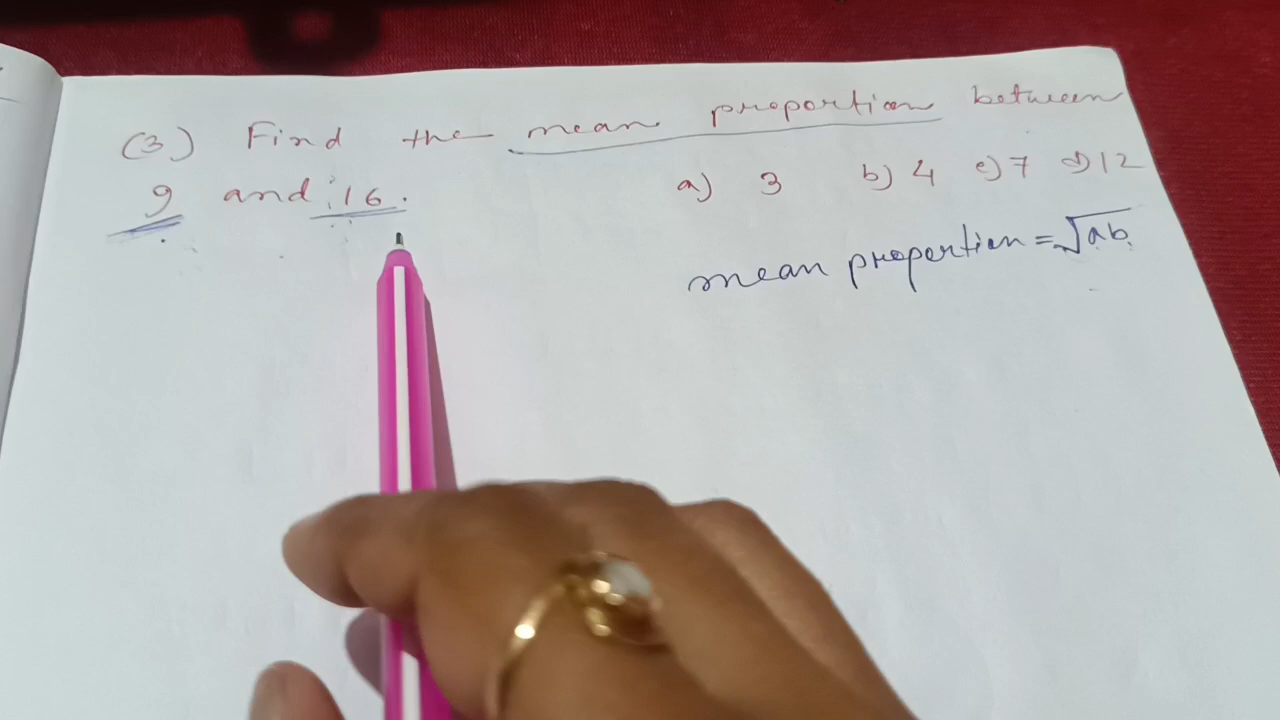 (3) Find the mean proportion between
9 and 16.
a) 3 b) 4 c) 7 d) 12
mean proportion = √ab